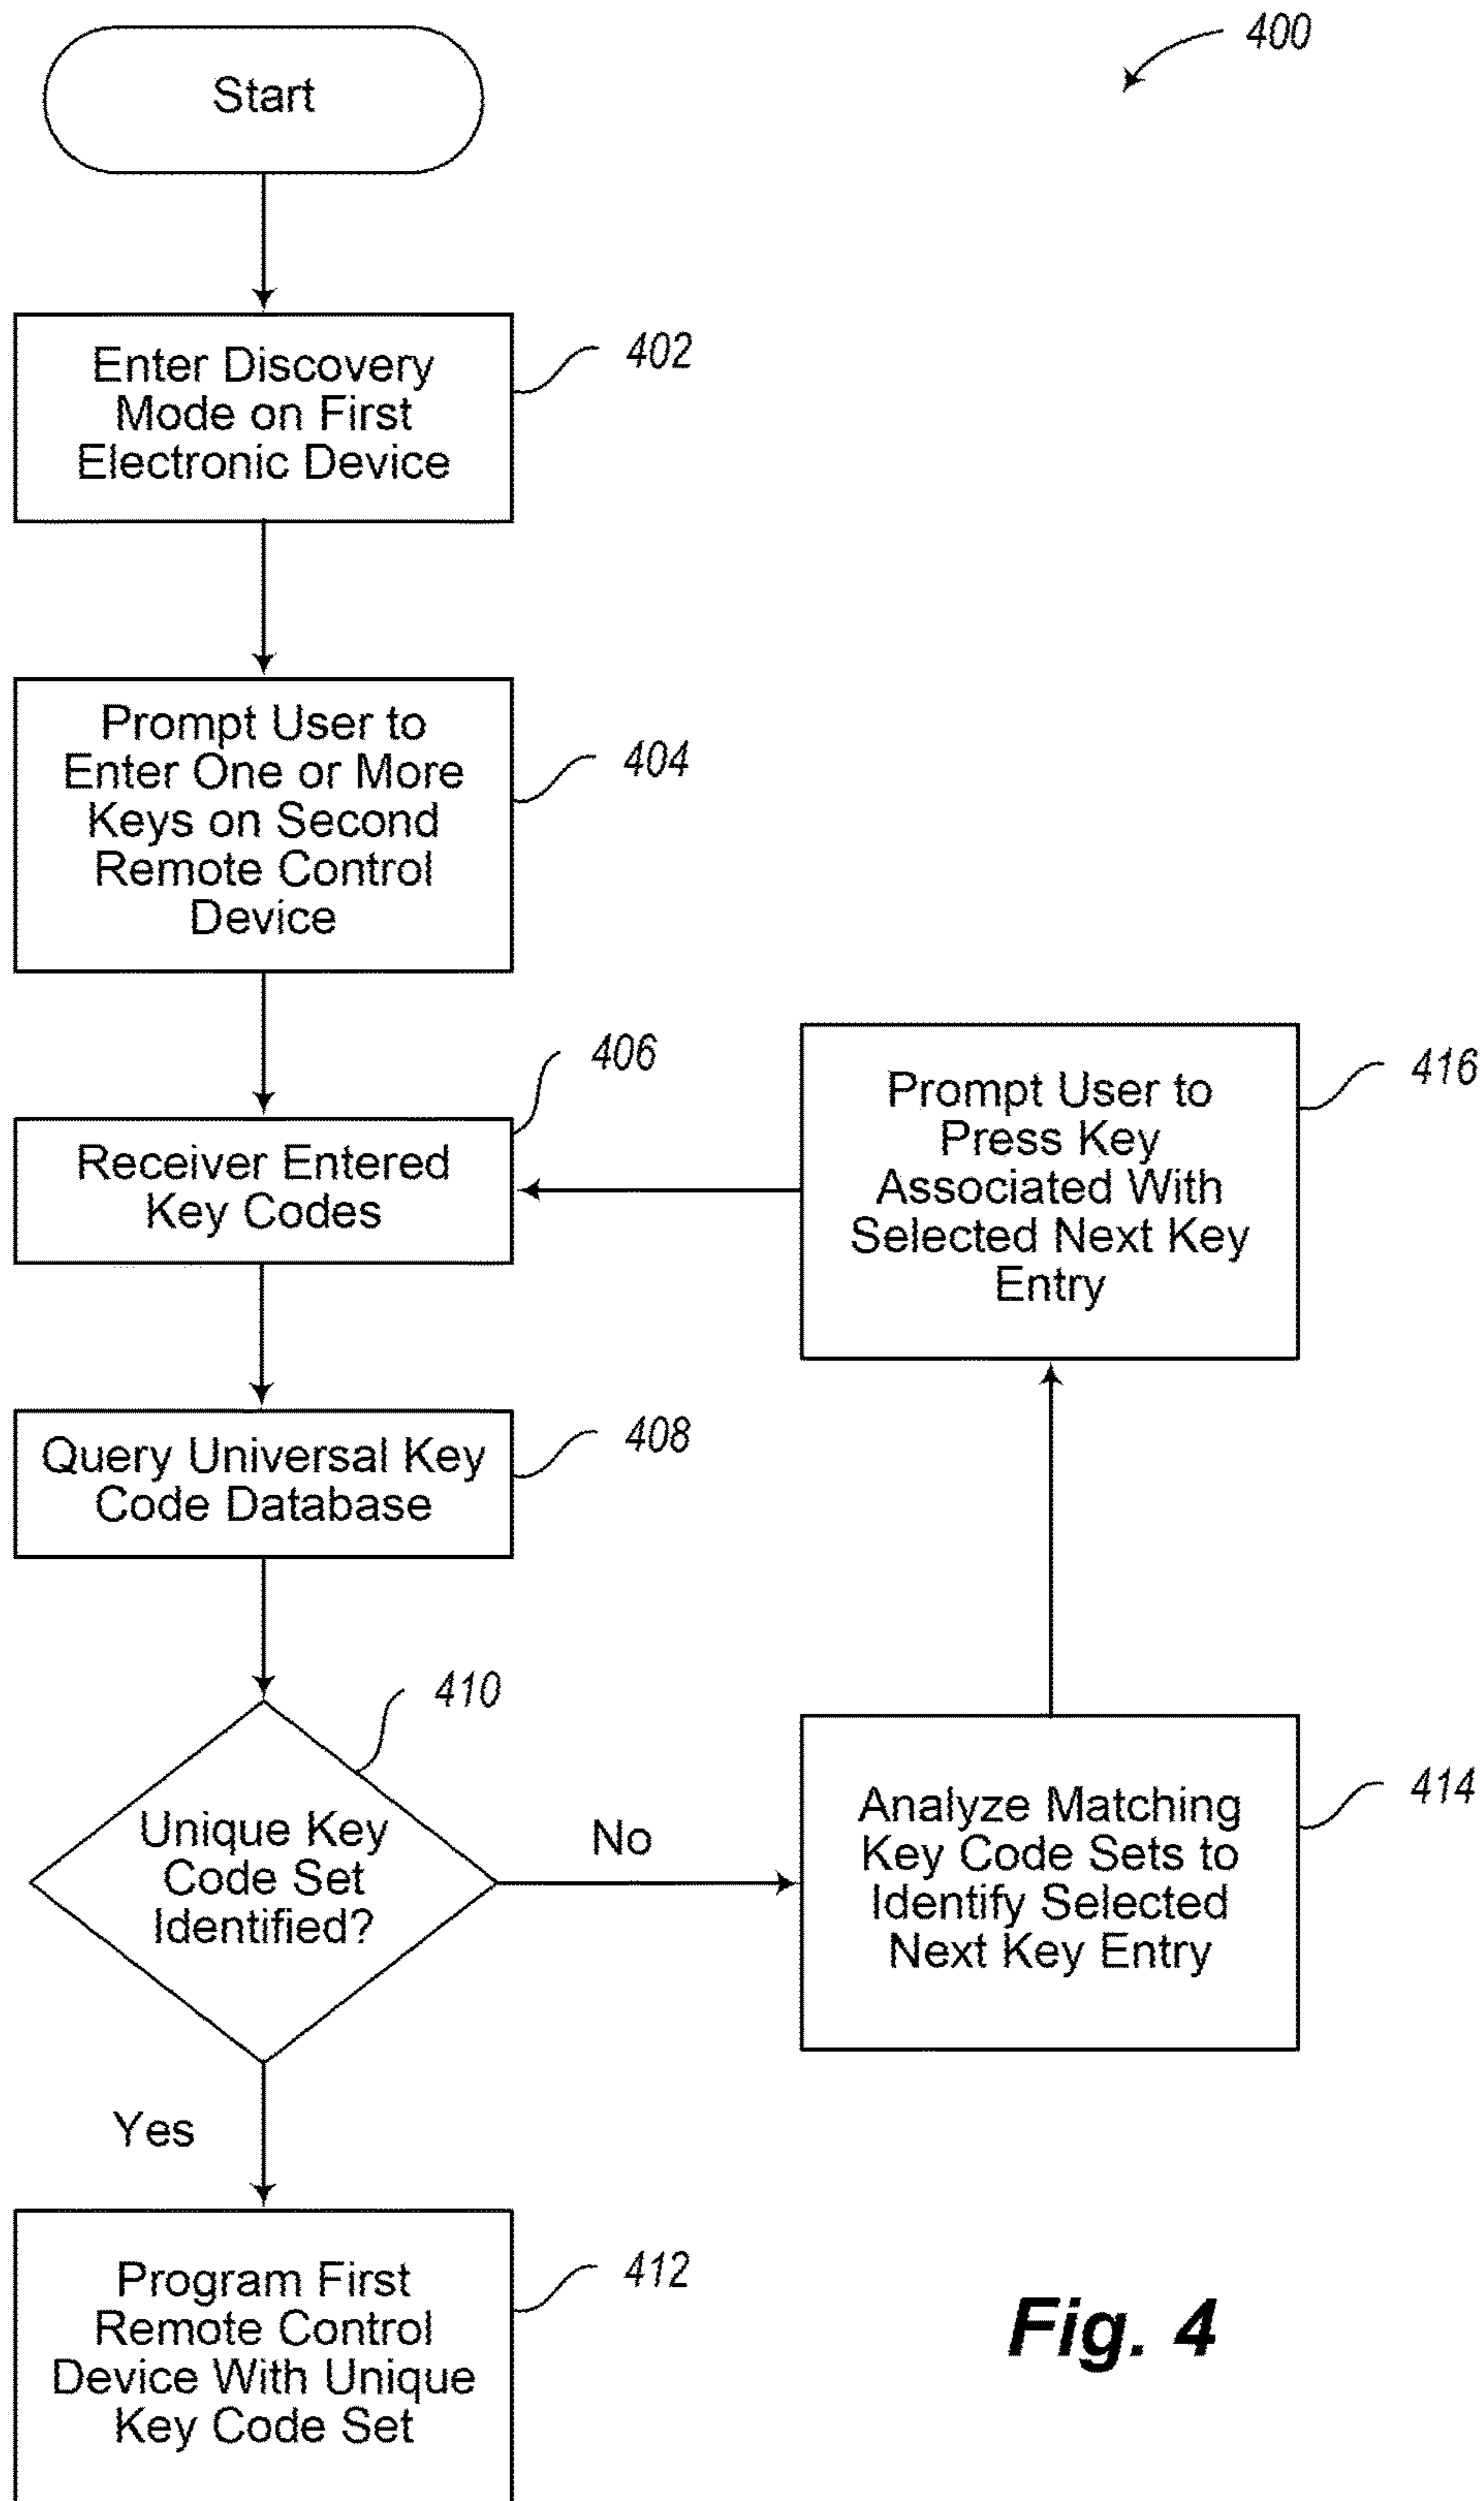 400
Start
Enter Discovery
Mode on First
Electronic Device
402
Prompt User to
Enter One or More
Keys on Second
Remote Control
Device
404
406
Receiver Entered
Key Codes
Prompt User to
Press Key
Associated With
Selected Next Key
Entry
416
Query Universal Key
Code Database
408
410
Unique Key
Code Set
Identified?
No
Analyze Matching
Key Code Sets to
Identify Selected
Next Key Entry
414
Yes
Program First
Remote Control
Device With Unique
Key Code Set
412
Fig. 4